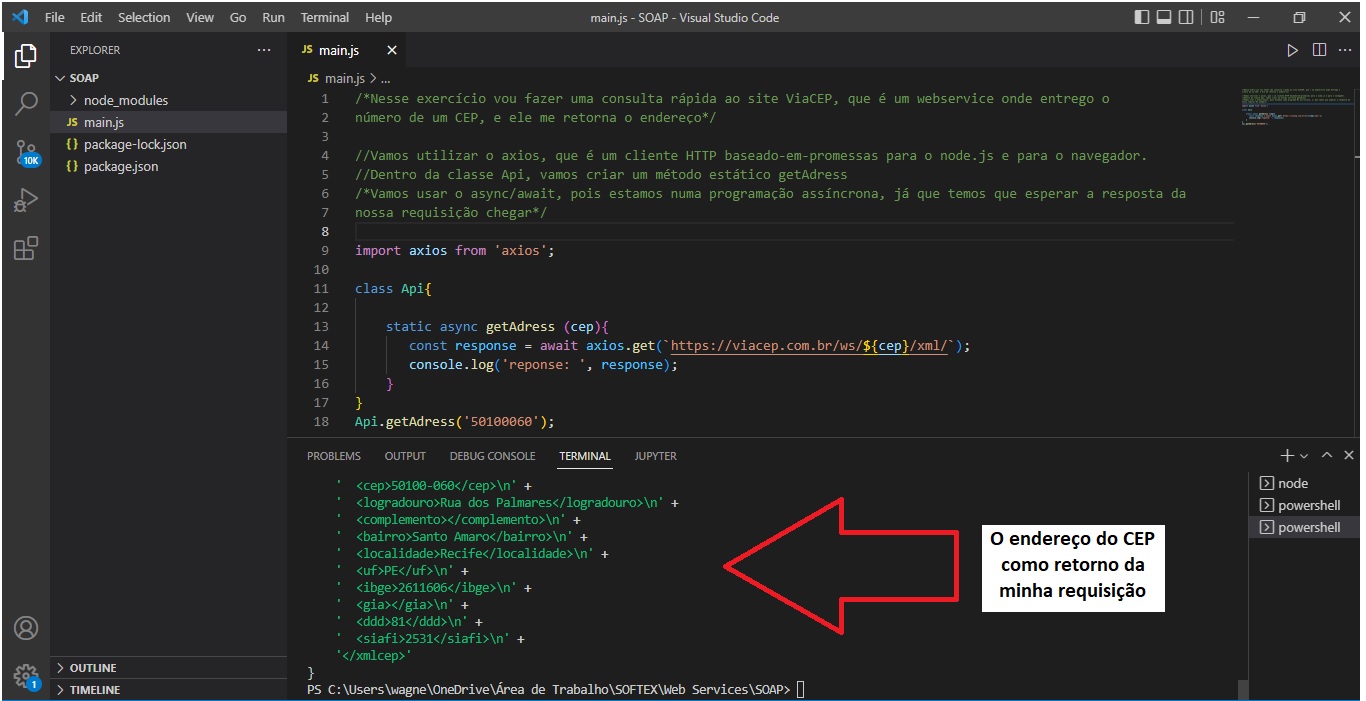 File Edit Selection View Go Run Terminal Help
main.js - SOAP - Visual Studio Code
EXPLORER
SOAP
node_modules
JS main.js
{} package-lock.json
{} package.json
10K
OUTLINE
TIMELINE
1
JS main.js
JS main.js > ...
1 /*Nesse exercício vou fazer uma consulta rápida ao site ViaCEP, que é um webservice onde entrego o
2 número de um CEP, e ele me retorna o endereço*/
3
4 //Vamos utilizar o axios, que é um cliente HTTP baseado-em-promessas para o node.js e para o navegador.
5 //Dentro da classe Api, vamos criar um método estático getAdress
6 /*Vamos usar o async/await, pois estamos numa programação assíncrona, já que temos que esperar a resposta da
7 nossa requisição chegar*/
8
9 import axios from 'axios';
10
11 class Api{
12
13 static async getAdress (cep){
14 const response = await axios.get(`https://viacep.com.br/ws/${cep}/xml/`);
15 console.log('reponse: ', response);
16 }
17 }
18 Api.getAdress('50100060');
PROBLEMS OUTPUT DEBUG CONSOLE TERMINAL JUPYTER
' <cep>50100-060</cep>\n' +
' <logradouro>Rua dos Palmares</logradouro>\n' +
' <complemento></complemento>\n' +
' <bairro>Santo Amaro</bairro>\n' +
' <localidade>Recife</localidade>\n' +
' <uf>PE</uf>\n' +
' <ibge>2611606</ibge>\n' +
' <gia></gia>\n' +
' <ddd>81</ddd>\n' +
' <siafi>2531</siafi>\n' +
'</xmlcep>'
}
PS C:\Users\wagne\OneDrive\Área de Trabalho\SOFTEX\Web Services\SOAP>
O endereço do CEP
como retorno da
minha requisição
node
powershell
powershell